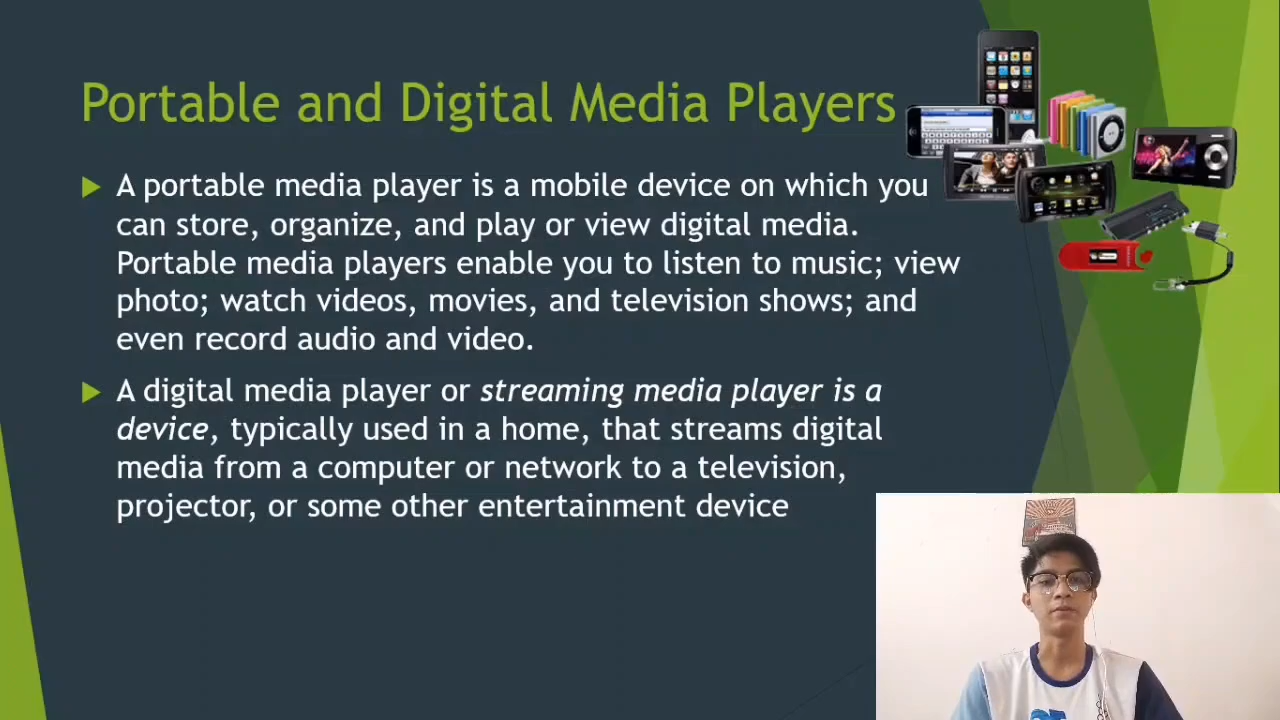 Portable and Digital Media Players
A portable media player is a mobile device on which you
can store, organize, and play or view digital media.
Portable media players enable you to listen to music; view
photo; watch videos, movies, and television shows; and
even record audio and video.
A digital media player or streaming media player is a
device, typically used in a home, that streams digital
media from a computer or network to a television,
projector, or some other entertainment device